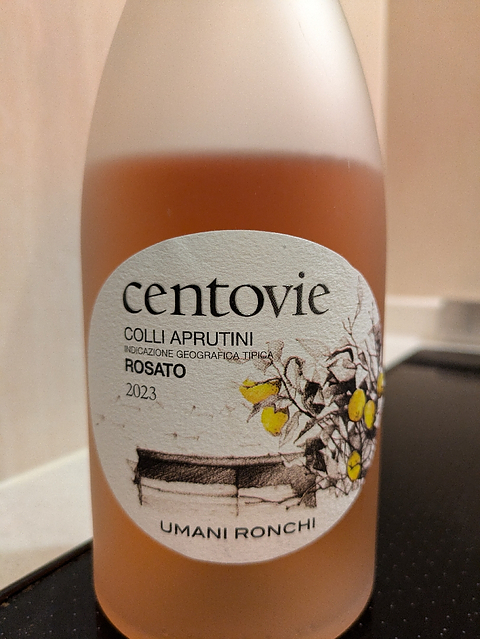 centovie
COLLI APRUTINI
INDICAZIONE GEOGRAFICA TIPICA
ROSATO
2023
UMANI RONCHI